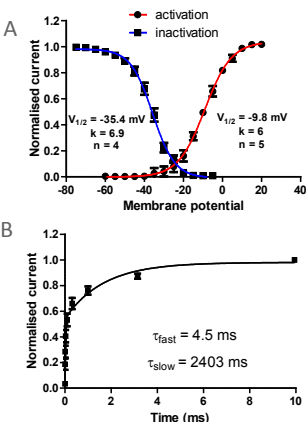 A
activation
inactivation
Normalised current
1.2
1.0
0.8
0.6
0.4
0.2
0.0
V1/2 = -35.4 mV
k = 6.9
n = 4
V1/2 = -9.8 mV
k = 6
n = 5
-80 -60 -40 -20 0 20 40
Membrane potential
B
Normalised current
1.2
1.0
0.8
0.6
0.4
0.2
0.0
τfast = 4.5 ms
τslow = 2403 ms
0 2 4 6 8 10
Time (ms)